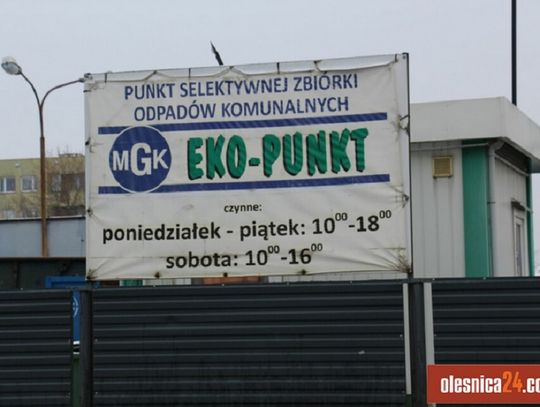 PUNKT SELEKTYWNEJ ZBIÓRKI
ODPADÓW KOMUNALNYCH
MGK EKO-PUNKT
czynne:
poniedziałek - piątek: 10⁰⁰-18⁰⁰
sobota: 10⁰⁰-16⁰⁰
olesnica24.co